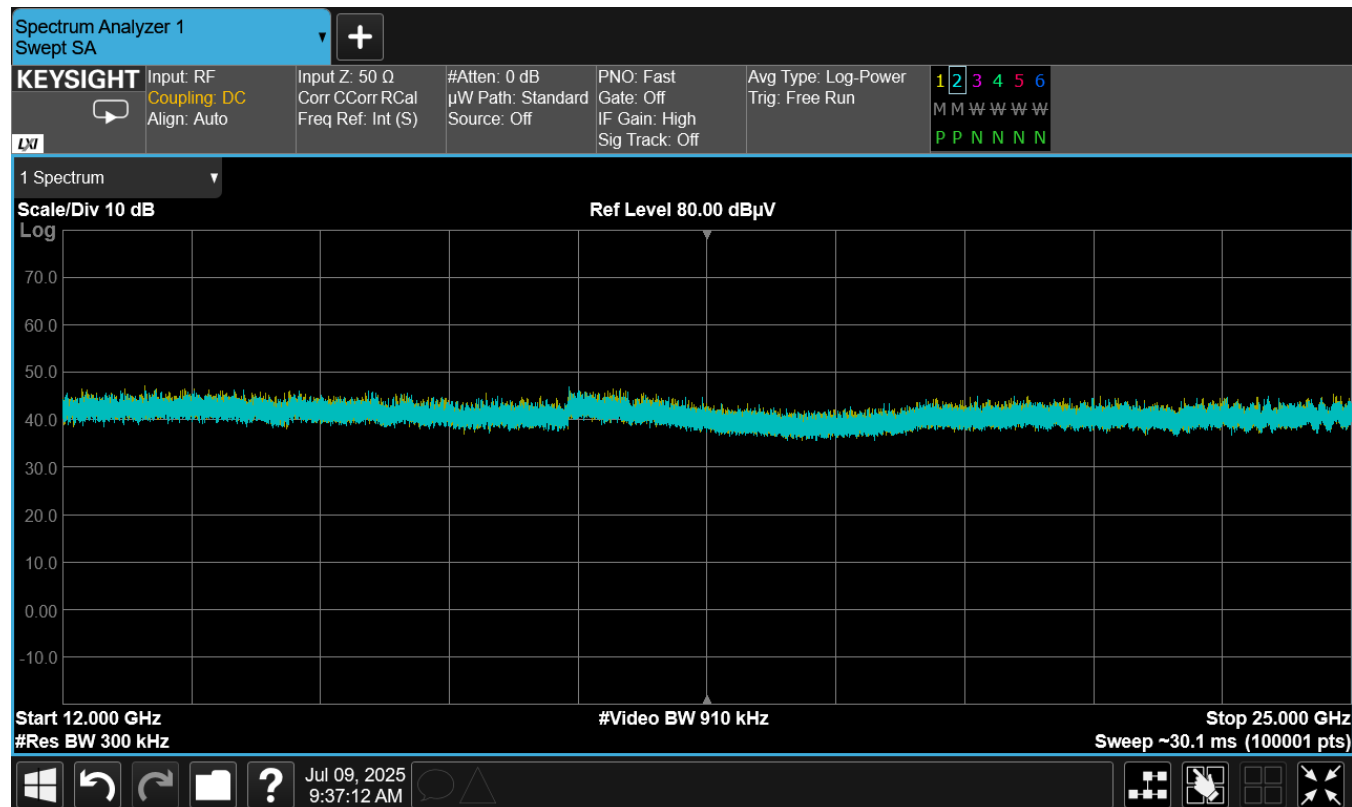 Spectrum Analyzer 1
Swept SA
KEYSIGHT
LXI
Input: RF
Coupling: DC
Align: Auto
Input Z: 50 Ω
Corr CCorr RCal
Freq Ref: Int (S)
#Atten: 0 dB
µW Path: Standard
Source: Off
PNO: Fast
Gate: Off
IF Gain: High
Sig Track: Off
Avg Type: Log-Power
Trig: Free Run
1 2 3 4 5 6
M M W W W W
P P N N N N
1 Spectrum
Scale/Div 10 dB
Ref Level 80.00 dBµV
Log
70.0
60.0
50.0
40.0
30.0
20.0
10.0
0.00
-10.0
Start 12.000 GHz
#Video BW 910 kHz
Stop 25.000 GHz
#Res BW 300 kHz
Sweep ~30.1 ms (100001 pts)
?
Jul 09, 2025
9:37:12 AM